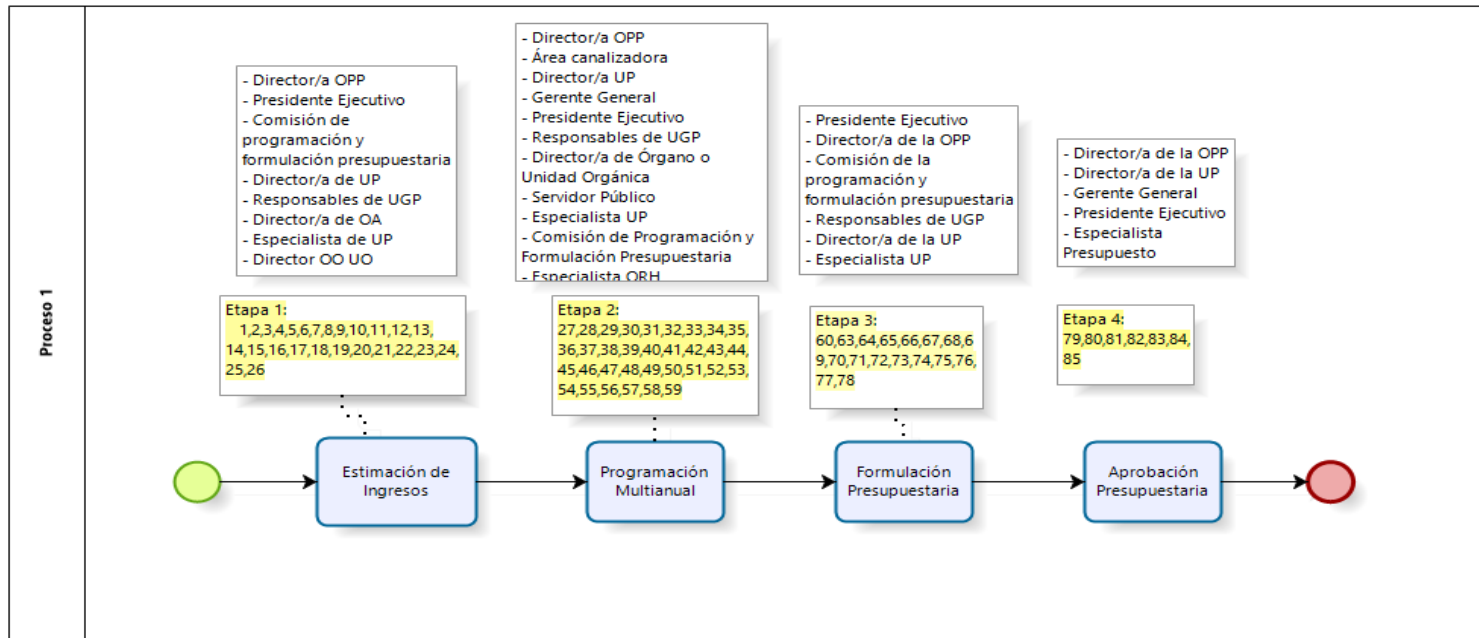 Proceso 1
- Director/a OPP
- Presidente Ejecutivo
- Comisión de
programación y
formulación presupuestaria
- Director/a de UP
- Responsables de UGP
- Director/a de OA
- Especialista de UP
- Director OO UO
- Director/a OPP
- Área canalizadora
- Director/a UP
- Gerente General
- Presidente Ejecutivo
- Responsables de UGP
- Director/a de Órgano o
Unidad Orgánica
- Servidor Público
- Especialista UP
- Comisión de Programación y
Formulación Presupuestaria
- Especialista ORH
- Presidente Ejecutivo
- Director/a de la OPP
- Comisión de la
programación y
formulación presupuestaria
- Responsables de UGP
- Director/a de la UP
- Especialista UP
- Director/a de la OPP
- Director/a de la UP
- Gerente General
- Presidente Ejecutivo
- Especialista
Presupuesto
Etapa 1:
1,2,3,4,5,6,7,8,9,10,11,12,13,
14,15,16,17,18,19,20,21,22,23,24,
25,26
Etapa 2:
27,28,29,30,31,32,33,34,35,
36,37,38,39,40,41,42,43,44,
45,46,47,48,49,50,51,52,53,
54,55,56,57,58,59
Etapa 3:
60,63,64,65,66,67,68,6
9,70,71,72,73,74,75,76,
77,78
Etapa 4:
79,80,81,82,83,84,
85
Estimación de
Ingresos
Programación
Multianual
Formulación
Presupuestaria
Aprobación
Presupuestaria